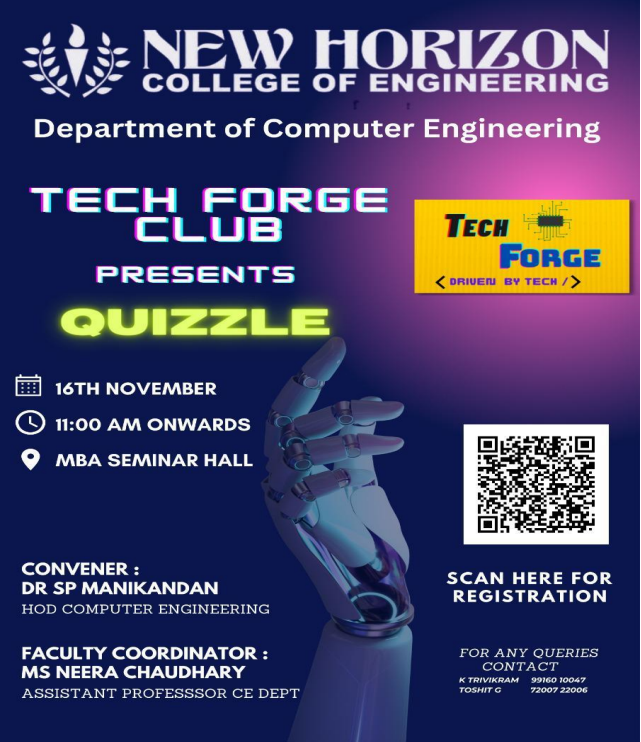 NEW HORIZON
COLLEGE OF ENGINEERING
Department of Computer Engineering
TECH FORGE
CLUB
PRESENTS
QUIZZLE
TECH
FORGE
< DRIVEN BY TECH />
16TH NOVEMBER
11:00 AM ONWARDS
MBA SEMINAR HALL
CONVENER :
DR SP MANIKANDAN
HOD COMPUTER ENGINEERING
FACULTY COORDINATOR :
MS NEERA CHAUDHARY
ASSISTANT PROFESSSOR CE DEPT
SCAN HERE FOR
REGISTRATION
FOR ANY QUERIES
CONTACT
K TRIVIKRAM 99160 10047
TOSHIT G 72007 22006